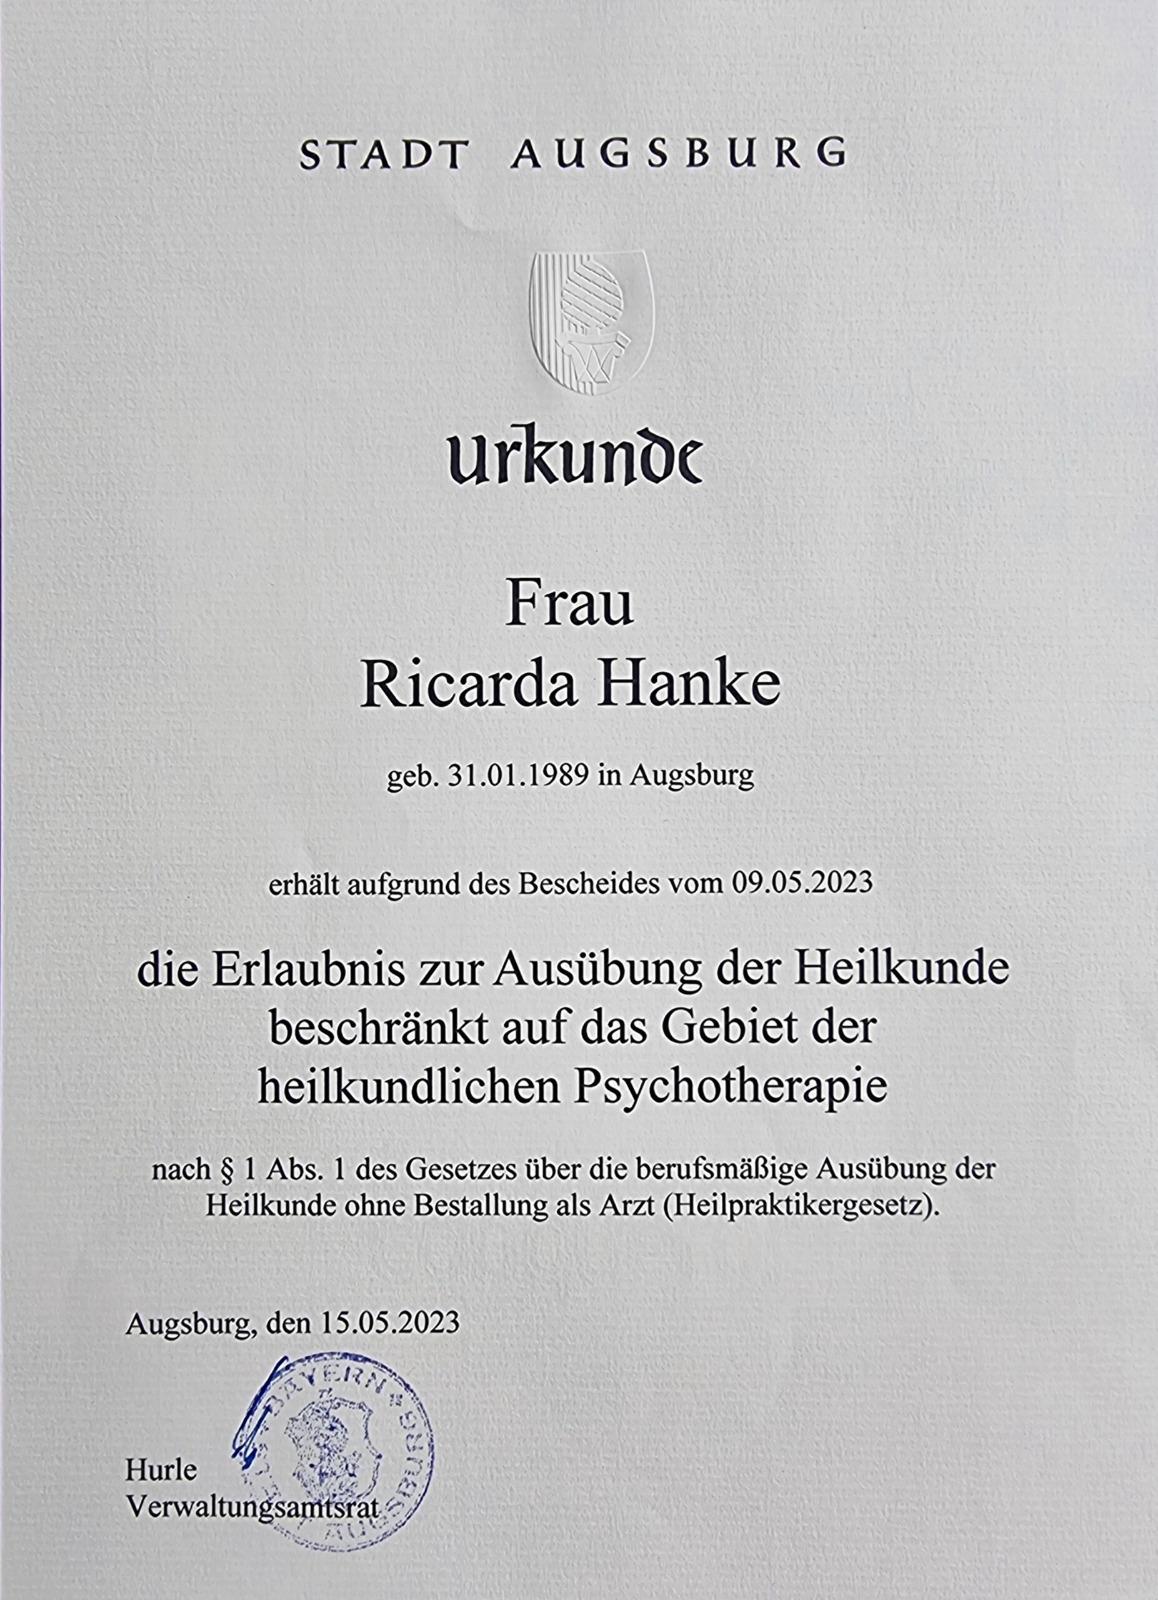 STADT AUGSBURG
Urkunde
Frau
Ricarda Hanke
geb. 31.01.1989 in Augsburg
erhält aufgrund des Bescheides vom 09.05.2023
die Erlaubnis zur Ausübung der Heilkunde
beschränkt auf das Gebiet der
heilkundlichen Psychotherapie
nach § 1 Abs. 1 des Gesetzes über die berufsmäßige Ausübung der
Heilkunde ohne Bestallung als Arzt (Heilpraktikergesetz).
Augsburg, den 15.05.2023
BAYERN
AUGSBURG
Hurle
Verwaltungsamtsrat